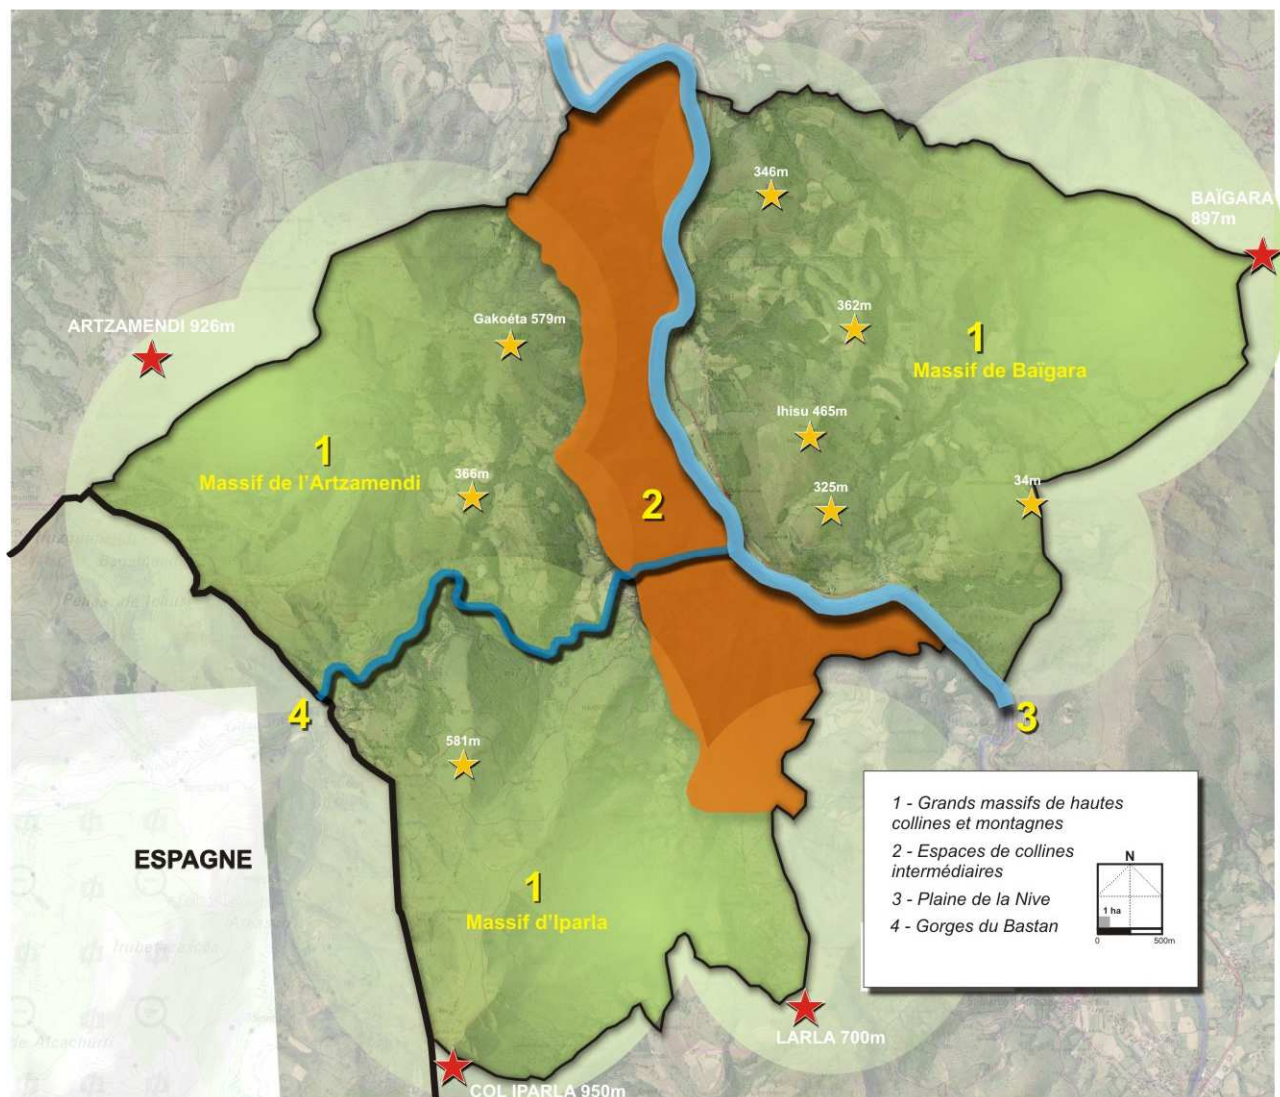 346m
BAÏGARA
897m
ARTZAMENDI 926m
Gakoéta 579m
362m
1
Massif de Baïgara
Ihisu 465m
1
Massif de l'Artzamendi
366m
2
325m
34m
4
3
581m
ESPAGNE
1
Massif d'Iparla
1 - Grands massifs de hautes
collines et montagnes
2 - Espaces de collines
intermédiaires
3 - Plaine de la Nive
4 - Gorges du Bastan
N
1 ha
0
500m
LARLA 700m
COL IPARLA 950m